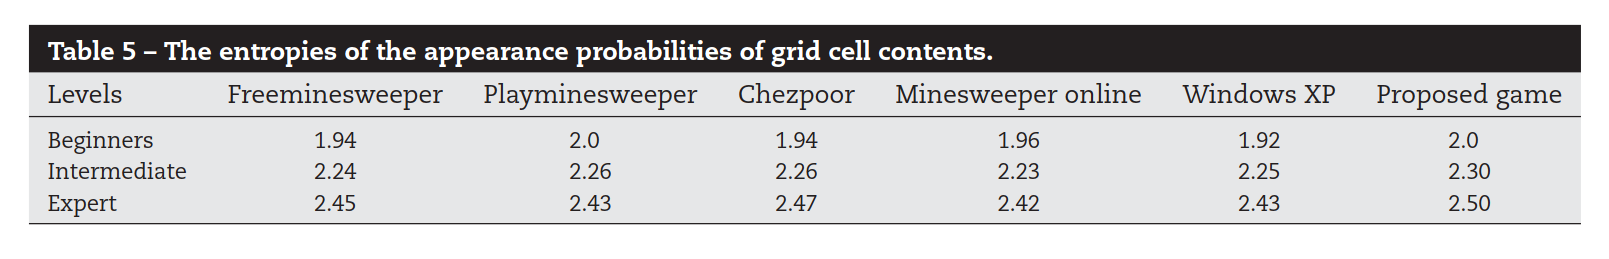 Table 5 – The entropies of the appearance probabilities of grid cell contents.
Levels Freeminesweeper Playminesweeper Chezpoor Minesweeper online Windows XP Proposed game
Beginners 1.94 2.0 1.94 1.96 1.92 2.0
Intermediate 2.24 2.26 2.26 2.23 2.25 2.30
Expert 2.45 2.43 2.47 2.42 2.43 2.50